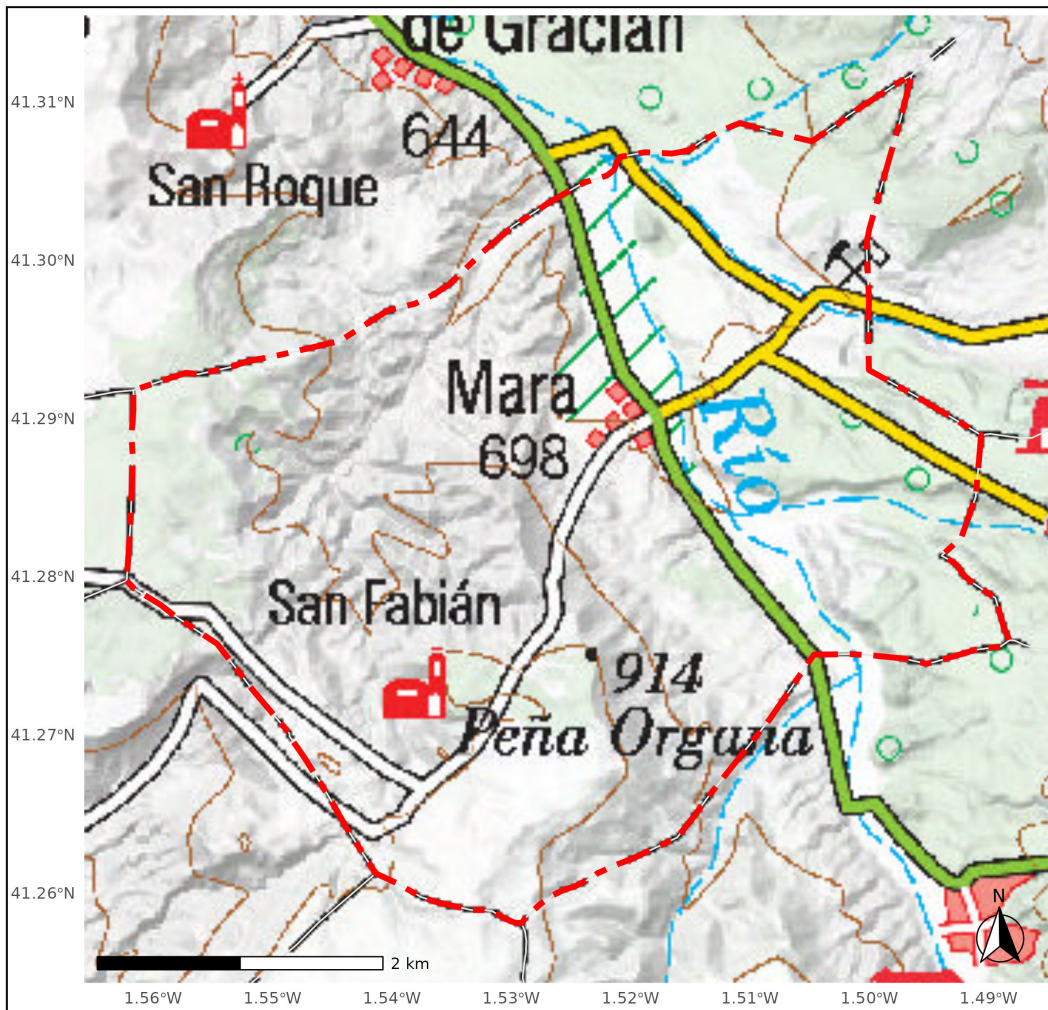 de Gracián
41.31°N
644
San Roque
41.30°N
Mara
41.29°N
698
Río
41.28°N
San Fabián
914
Peña Organa
41.27°N
41.26°N
N
2 km
1.56°W
1.55°W
1.54°W
1.53°W
1.52°W
1.51°W
1.50°W
1.49°W